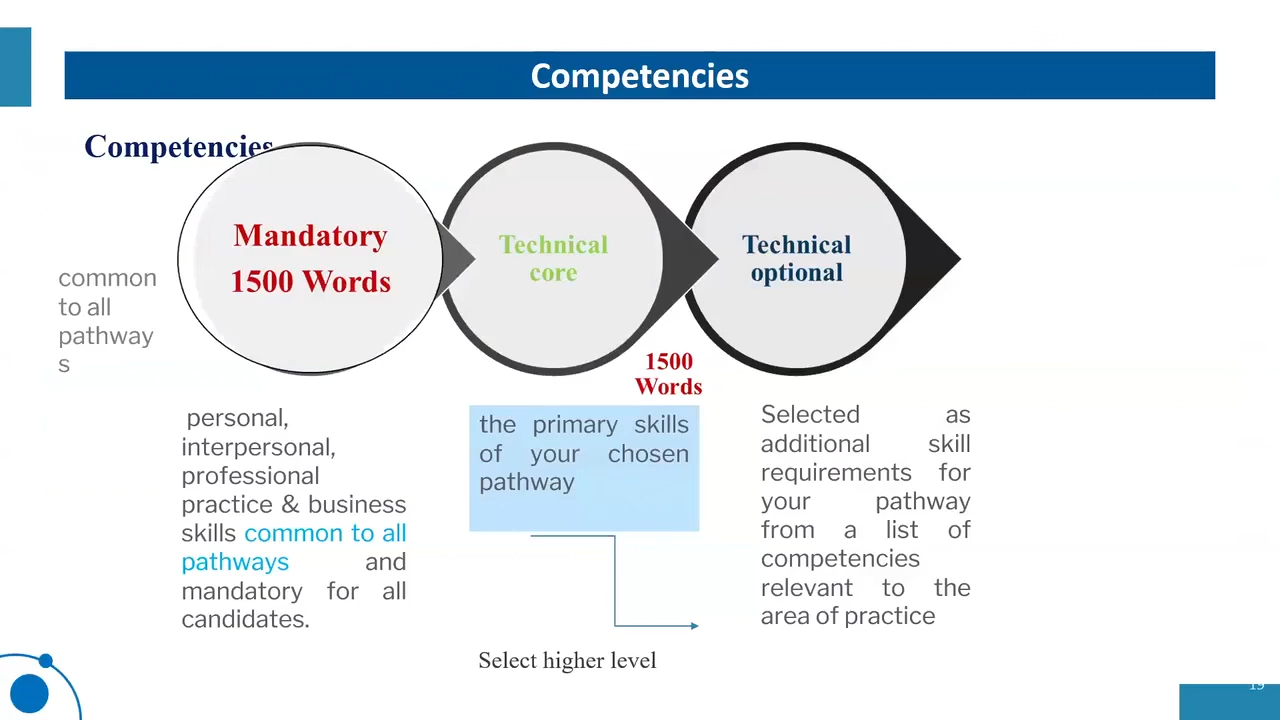 Competencies
Competencies
Mandatory
1500 Words
Technical
core
Technical
optional
common
to all
pathway
s
1500
Words
personal,
interpersonal,
professional
practice & business
skills common to all
pathways and
mandatory for all
candidates.
the primary skills
of your chosen
pathway
Selected as
additional skill
requirements for
your pathway
from a list of
competencies
relevant to the
area of practice
Select higher level
19